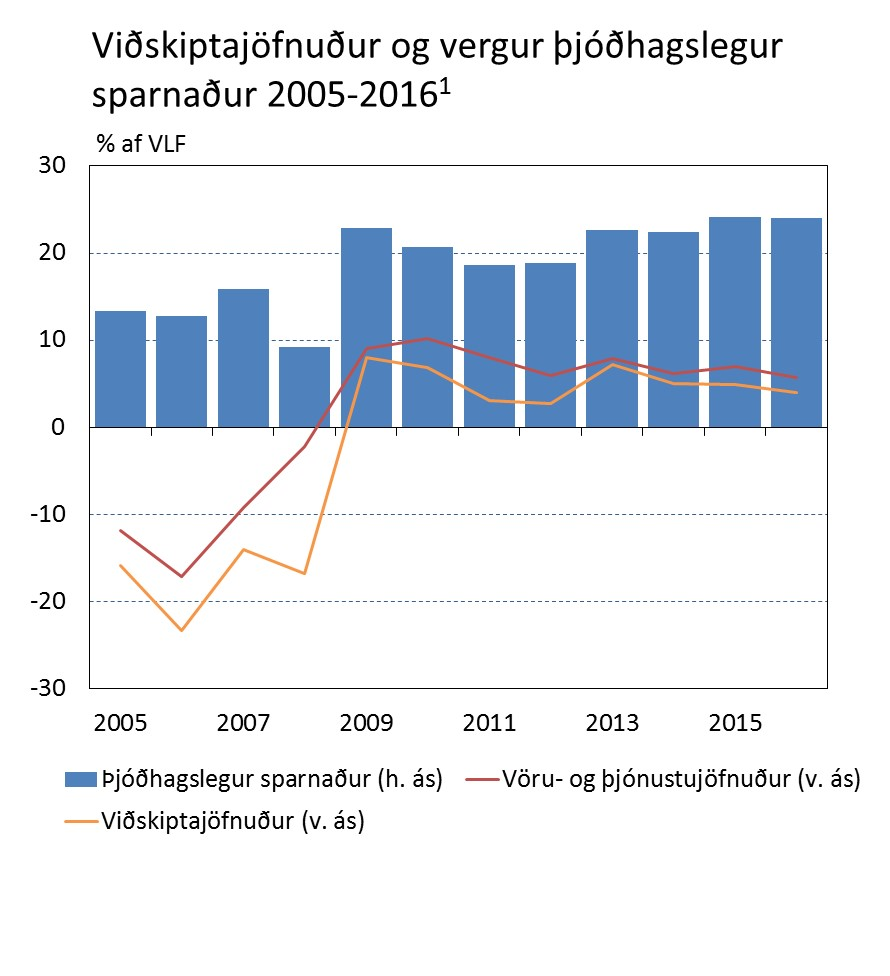 Viðskiptajöfnuður og vergur þjóðhagslegur
sparnaður 2005-2016¹
% af VLF
30
20
10
0
-10
-20
-30
2005 2007 2009 2011 2013 2015
Þjóðhagslegur sparnaður (h. ás) Vöru- og þjónustujöfnuður (v. ás)
Viðskiptajöfnuður (v. ás)